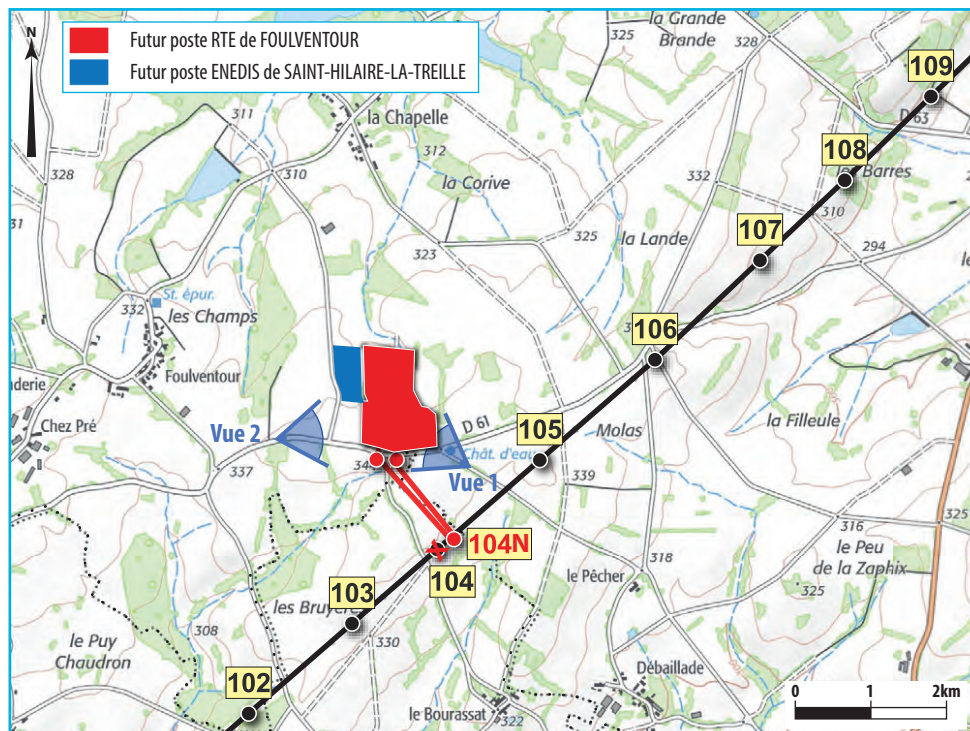 N
Futur poste RTE de FOULVENTOUR
Futur poste ENEDIS de SAINT-HILAIRE-LA-TREILLE
la Grande
Brande
325
328
109
D 63
311
la Chapelle
312
108
les Barres
328
310
la Corive
332
310
325
107
la Lande
294
323
St. épur.
332
les Champs
106
Foulventour
Chez Pré
Vue 2
D 61
105
Molas
la Filleule
Chât. d'eau
337
Vue 1
339
104N
316
325
104
318
le Peu
de la Zaphix
le Pêcher
325
103
les Bruyères
308
330
le Puy
Chaudron
102
Débaillade
le Bourassat
322
0 1 2km